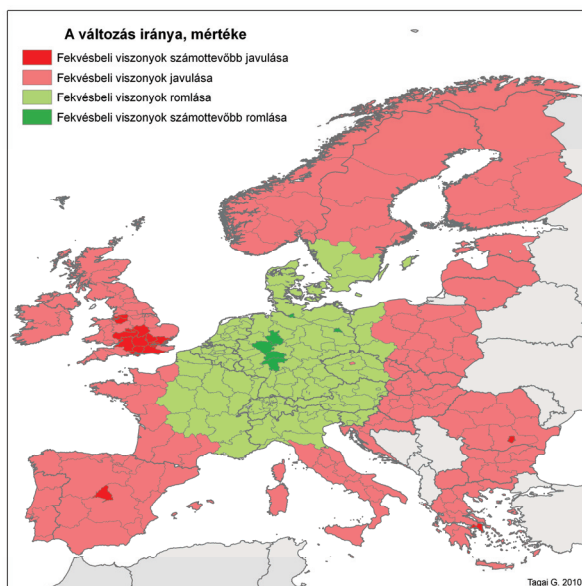 A változás iránya, mértéke
Fekvésbeli viszonyok számottevőbb javulása
Fekvésbeli viszonyok javulása
Fekvésbeli viszonyok romlása
Fekvésbeli viszonyok számottevőbb romlása
Tagai G. 2010